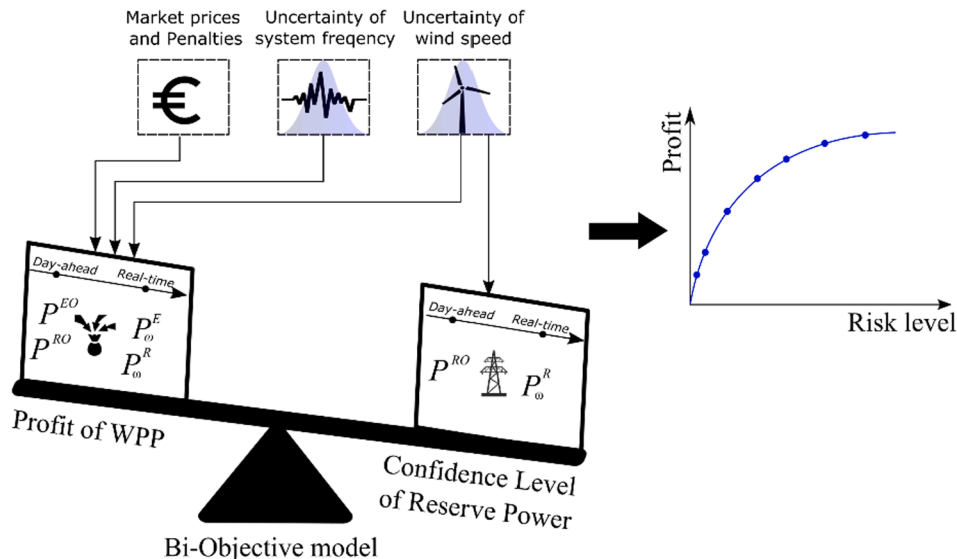 Market prices
and Penalties
Uncertainty of
system freqency
Uncertainty of
wind speed
€
Day-ahead Real-time
P^EO P_ω^E
P^RO P_ω^R
Day-ahead Real-time
P^RO P_ω^R
Profit of WPP
Confidence Level
of Reserve Power
Bi-Objective model
Profit
Risk level